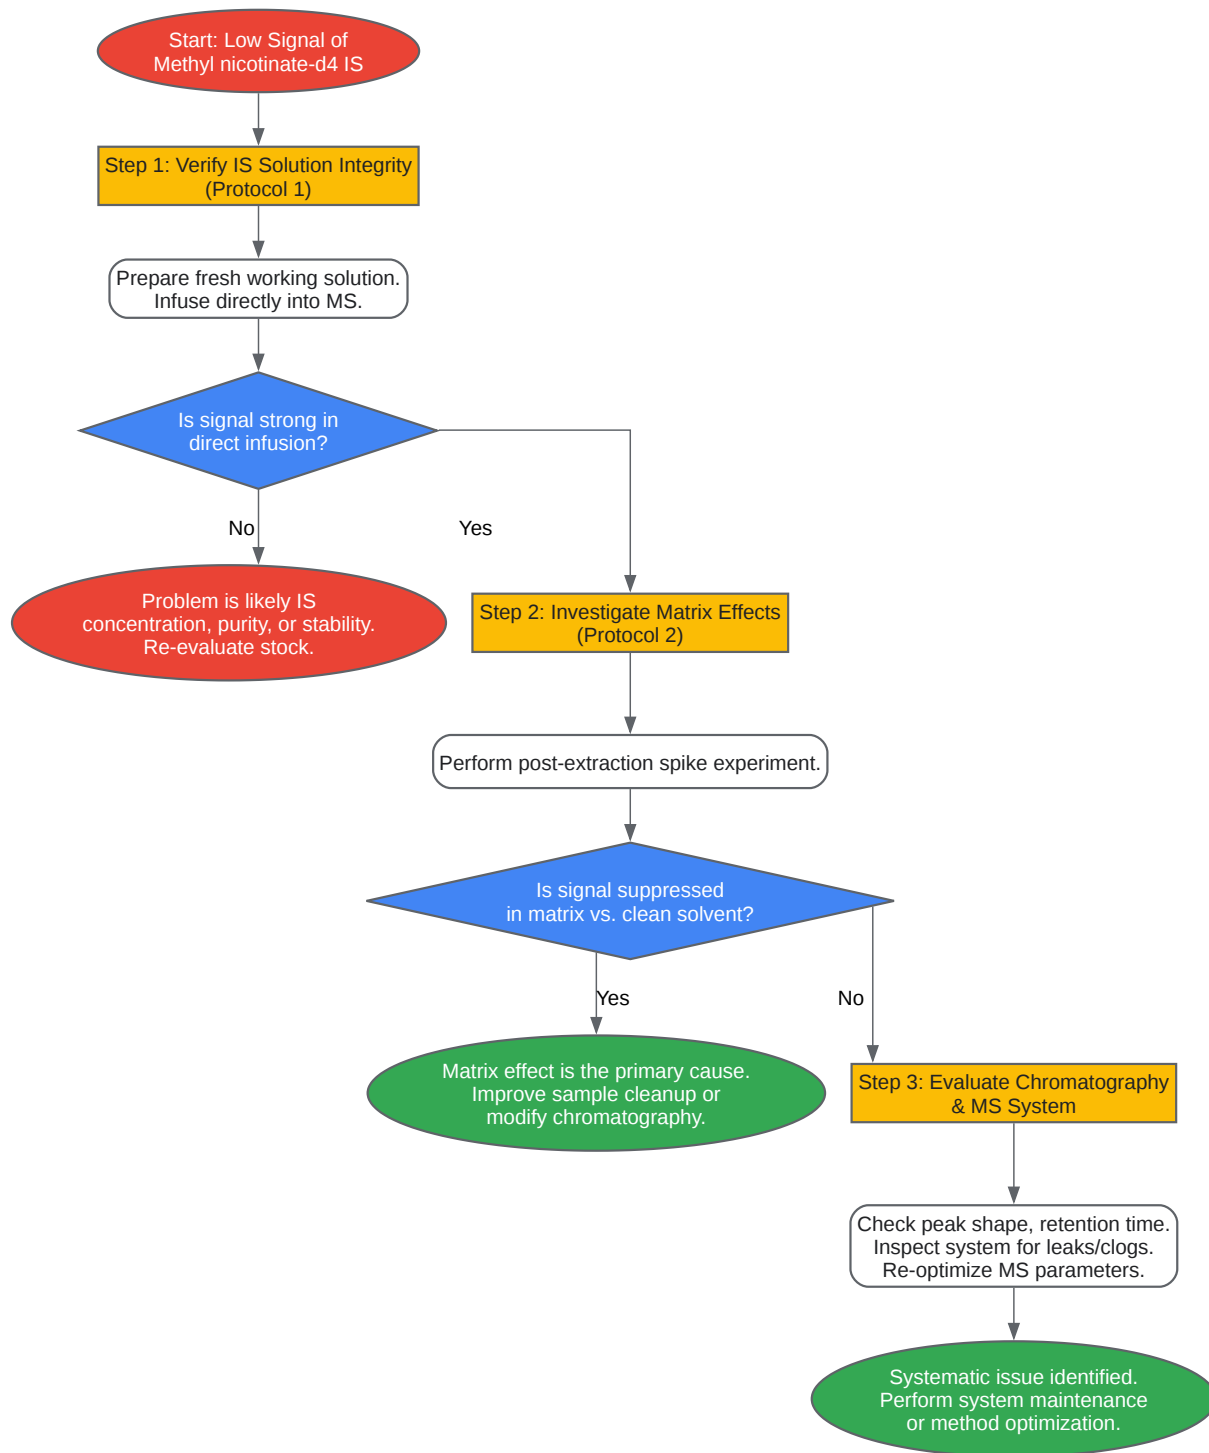 Start: Low Signal of
Methyl nicotinate-d4 IS
Step 1: Verify IS Solution Integrity
(Protocol 1)
Prepare fresh working solution.
Infuse directly into MS.
Is signal strong in
direct infusion?
No
Yes
Problem is likely IS
concentration, purity, or stability.
Re-evaluate stock.
Step 2: Investigate Matrix Effects
(Protocol 2)
Perform post-extraction spike experiment.
Is signal suppressed
in matrix vs. clean solvent?
Yes
No
Matrix effect is the primary cause.
Improve sample cleanup or
modify chromatography.
Step 3: Evaluate Chromatography
& MS System
Check peak shape, retention time.
Inspect system for leaks/clogs.
Re-optimize MS parameters.
Systematic issue identified.
Perform system maintenance
or method optimization.